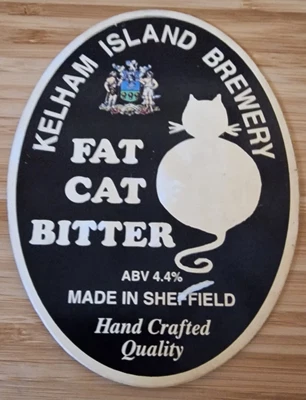 KELHAM ISLAND BREWERY
FAT
CAT
BITTER
ABV 4.4%
MADE IN SHEFFIELD
Hand Crafted
Quality